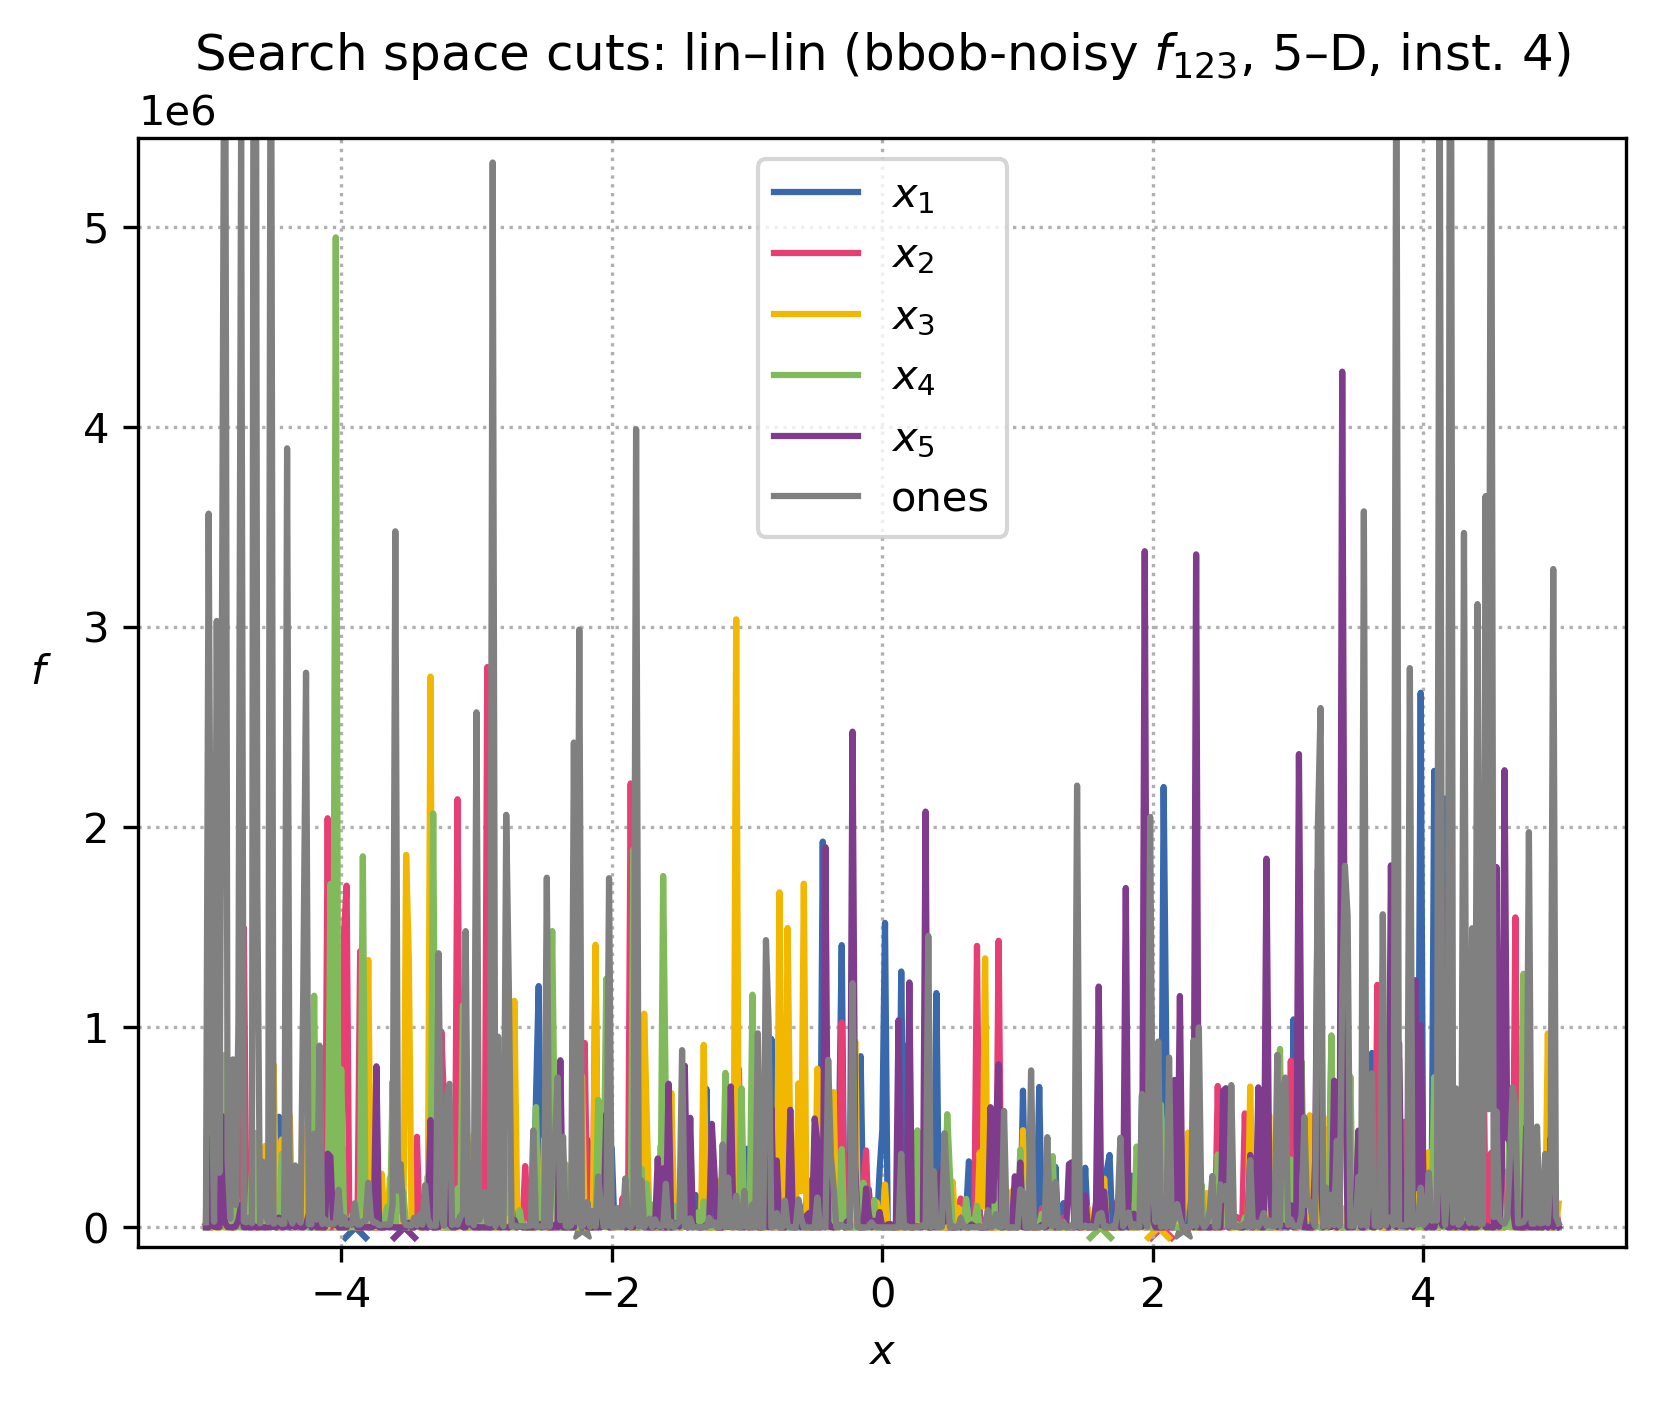 Search space cuts: lin–lin (bbob-noisy f₁₂₃, 5–D, inst. 4)
1e6
x₁
x₂
x₃
x₄
x₅
ones
5
4
3
2
1
0
f
−4
−2
0
2
4
x